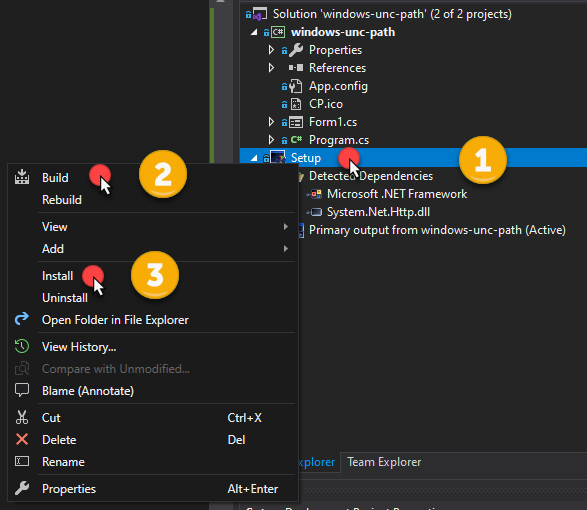 Solution 'windows-unc-path' (2 of 2 projects)
C# windows-unc-path
Properties
References
App.config
CP.ico
Form1.cs
C# Program.cs
Setup
1
Detected Dependencies
Microsoft .NET Framework
System.Net.Http.dll
Primary output from windows-unc-path (Active)
Build
2
Rebuild
View
Add
Install
3
Uninstall
Open Folder in File Explorer
View History...
Compare with Unmodified...
Blame (Annotate)
Cut Ctrl+X
Delete Del
Rename
Properties Alt+Enter
xplorer Team Explorer